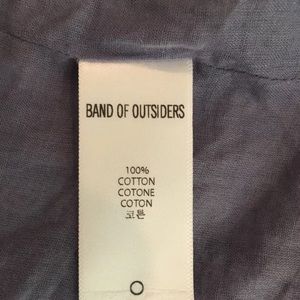 BAND OF OUTSIDERS
100%
COTTON
COTONE
COTON
코튼